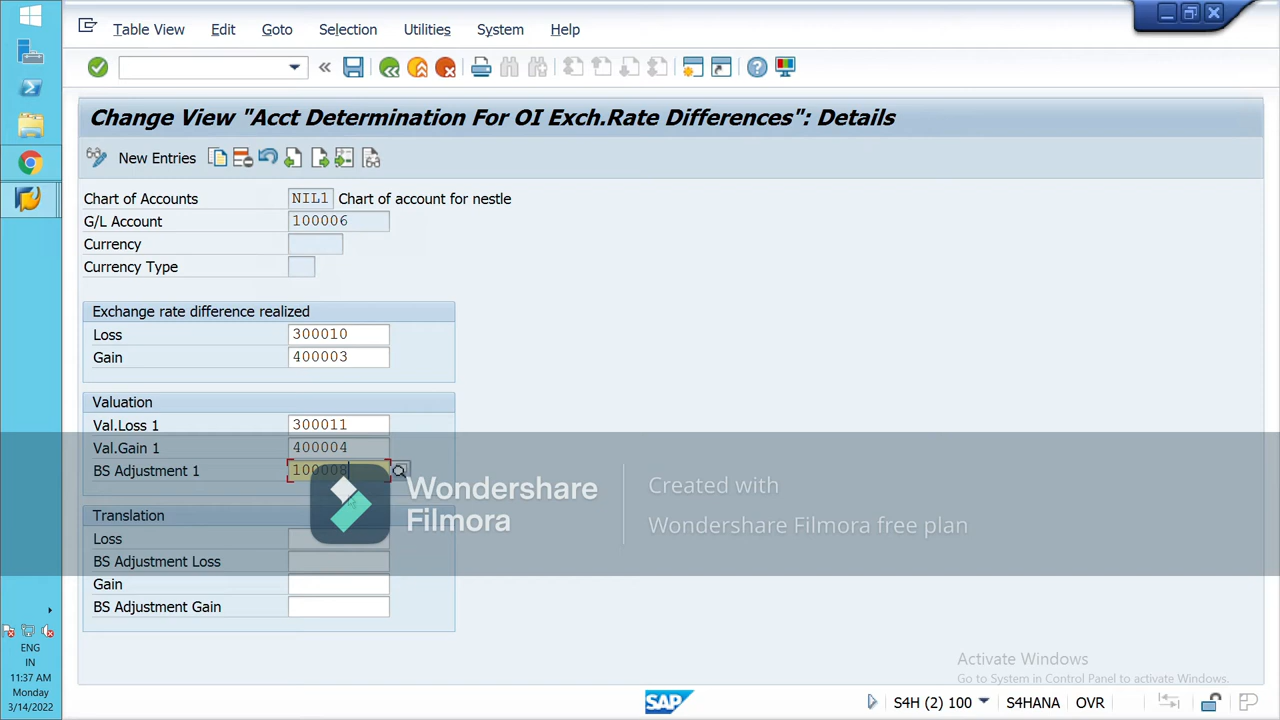 Table View Edit Goto Selection Utilities System Help
Change View "Acct Determination For OI Exch.Rate Differences": Details
New Entries
Chart of Accounts NIL1 Chart of account for nestle
G/L Account 100006
Currency
Currency Type
Exchange rate difference realized
Loss 300010
Gain 400003
Valuation
Val.Loss 1 300011
Val.Gain 1 400004
BS Adjustment 1 100008
Wondershare Filmora
Created with
Wondershare Filmora free plan
Translation
Loss
BS Adjustment Loss
Gain
BS Adjustment Gain
ENG
IN
11:37 AM
Monday
3/14/2022
Activate Windows
Go to System in Control Panel to activate Windows.
SAP S4H (2) 100 S4HANA OVR